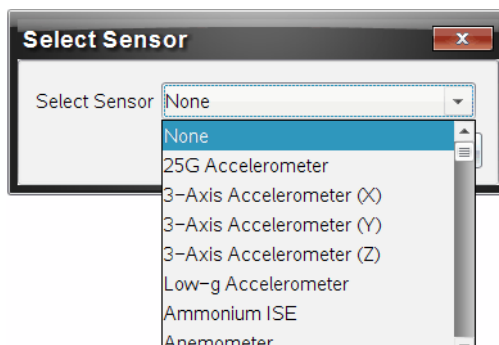 Select Sensor
x
Select Sensor None
None
25G Accelerometer
3-Axis Accelerometer (X)
3-Axis Accelerometer (Y)
3-Axis Accelerometer (Z)
Low-g Accelerometer
Ammonium ISE
Anemometer